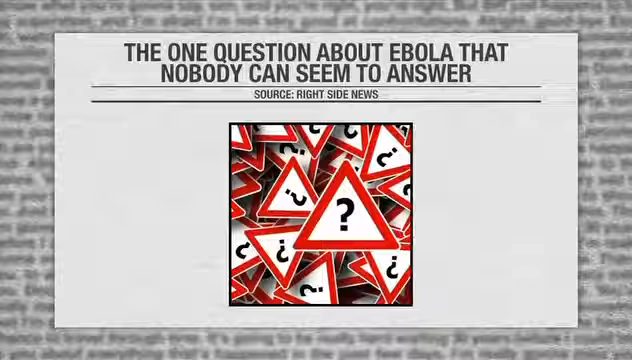 THE ONE QUESTION ABOUT EBOLA THAT
NOBODY CAN SEEM TO ANSWER
SOURCE: RIGHT SIDE NEWS
?